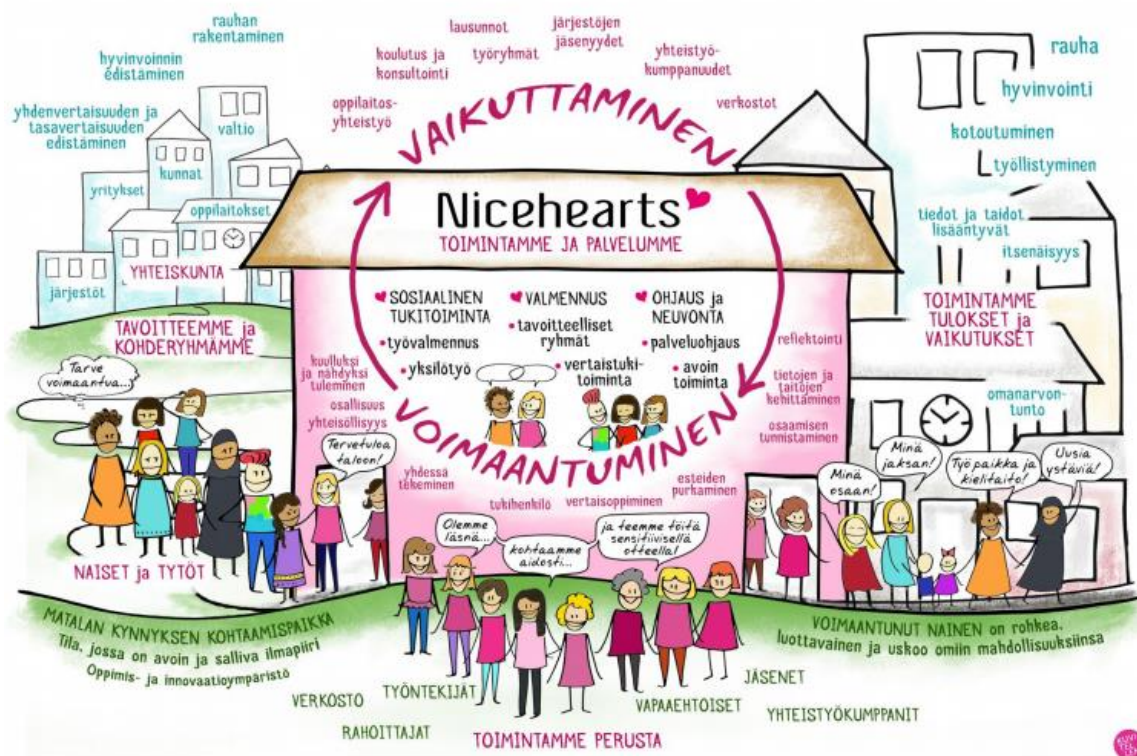 rauhan
rakentaminen
hyvinvoinnin
edistäminen
yhdenvertaisuuden ja
tasavertaisuuden
edistäminen
valtio
kunnat
yritykset
oppilaitokset
YHTEISKUNTA
järjestöt
TAVOITTEEMME ja
KOHDERYHMÄMME
Tarve
voimaantua...
NAISET ja TYTÖT
MATALAN KYNNYKSEN KOHTAAMISPAIKKA
Tila, jossa on avoin ja salliva ilmapiiri
Oppimis- ja innovaatioympäristö
oppilaitos-
yhteistyö
koulutus ja
konsultointi
lausunnot
työryhmät
järjestöjen
jäsenyydet
yhteistyö-
kumppanuudet
verkostot
VAIKUTTAMINEN
Nicehearts
TOIMINTAMME JA PALVELUMME
SOSIAALINEN
TUKITOIMINTA
• työvalmennus
• yksilötyö
VALMENNUS
• tavoitteelliset
ryhmät
• vertaistuki-
toiminta
OHJAUS ja
NEUVONTA
• palveluohjaus
• avoin
toiminta
VOIMAANTUMINEN
kuulluksi
ja nähdyksi
tuleminen
osallisuus
yhteisöllisyys
yhdessä
tekeminen
tukihenkilö
vertaisoppiminen
esteiden
purkaminen
osaamisen
tunnistaminen
tietojen ja
taitojen
kehittäminen
reflektointi
Tervetuloa
taloon!
Olemme
läsnä...
kohtaamme
aidosti...
ja teemme töitä
sensitiivisellä
otteella!
rauha
hyvinvointi
kotoutuminen
työllistyminen
tiedot ja taidot
lisääntyvät
itsenäisyys
TOIMINTAMME
TULOKSET ja
VAIKUTUKSET
omanarvon-
tunto
Minä
osaan!
Minä
jaksan!
Työpaikka ja
kielitaito!
Uusia
ystäviä!
VOIMAANTUNUT NAINEN on rohkea,
luottavainen ja uskoo omiin mahdollisuuksiinsa
VERKOSTO
TYÖNTEKIJÄT
RAHOITTAJAT
TOIMINTAMME PERUSTA
VAPAAEHTOISET
JÄSENET
YHTEISTYÖKUMPPANIT